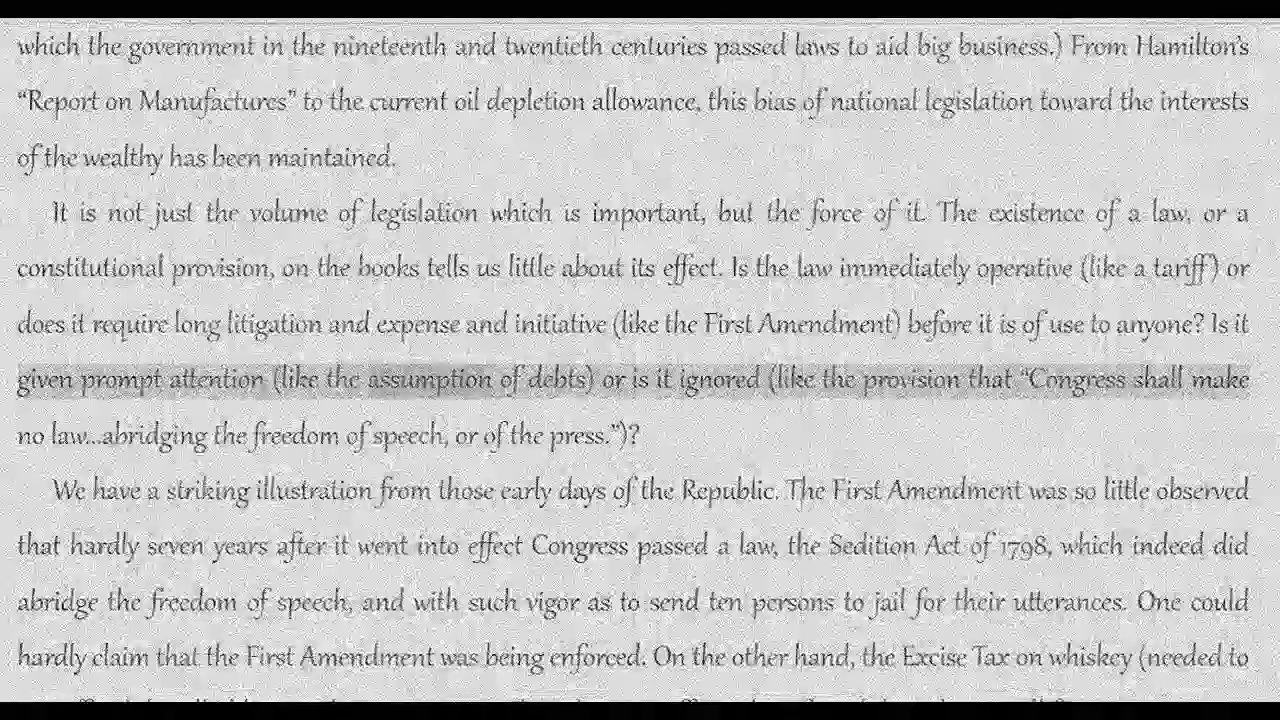 which the government in the nineteenth and twentieth centuries passed laws to aid big business.) From Hamilton's
“Report on Manufactures” to the current oil depletion allowance, this bias of national legislation toward the interests
of the wealthy has been maintained.
It is not just the volume of legislation which is important, but the force of it. The existence of a law, or a
constitutional provision, on the books tells us little about its effect. Is the law immediately operative (like a tariff) or
does it require long litigation and expense and initiative (like the First Amendment) before it is of use to anyone? Is it
given prompt attention (like the assumption of debts) or is it ignored (like the provision that “Congress shall make
no law...abridging the freedom of speech, or of the press.”)?
We have a striking illustration from those early days of the Republic. The First Amendment was so little observed
that hardly seven years after it went into effect Congress passed a law, the Sedition Act of 1798, which indeed did
abridge the freedom of speech, and with such vigor as to send ten persons to jail for their utterances. One could
hardly claim that the First Amendment was being enforced. On the other hand, the Excise Tax on whiskey (needed to